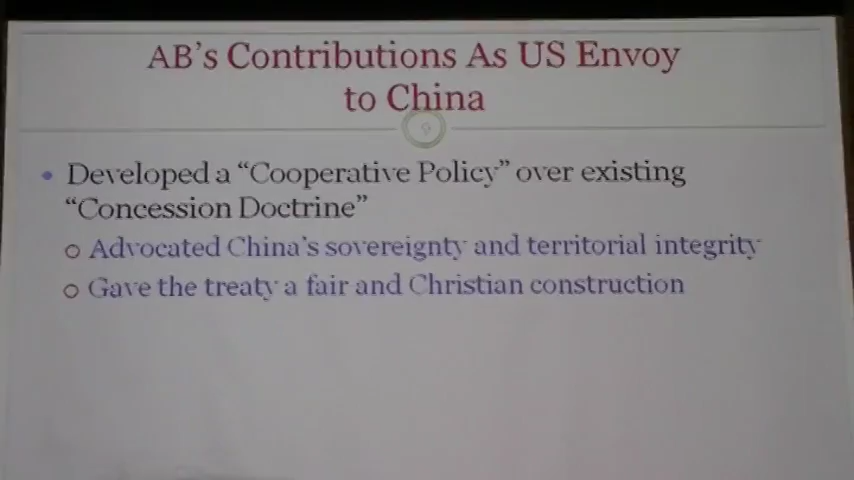 AB's Contributions As US Envoy
to China
9
• Developed a “Cooperative Policy” over existing
“Concession Doctrine”
o Advocated China's sovereignty and territorial integrity
o Gave the treaty a fair and Christian construction